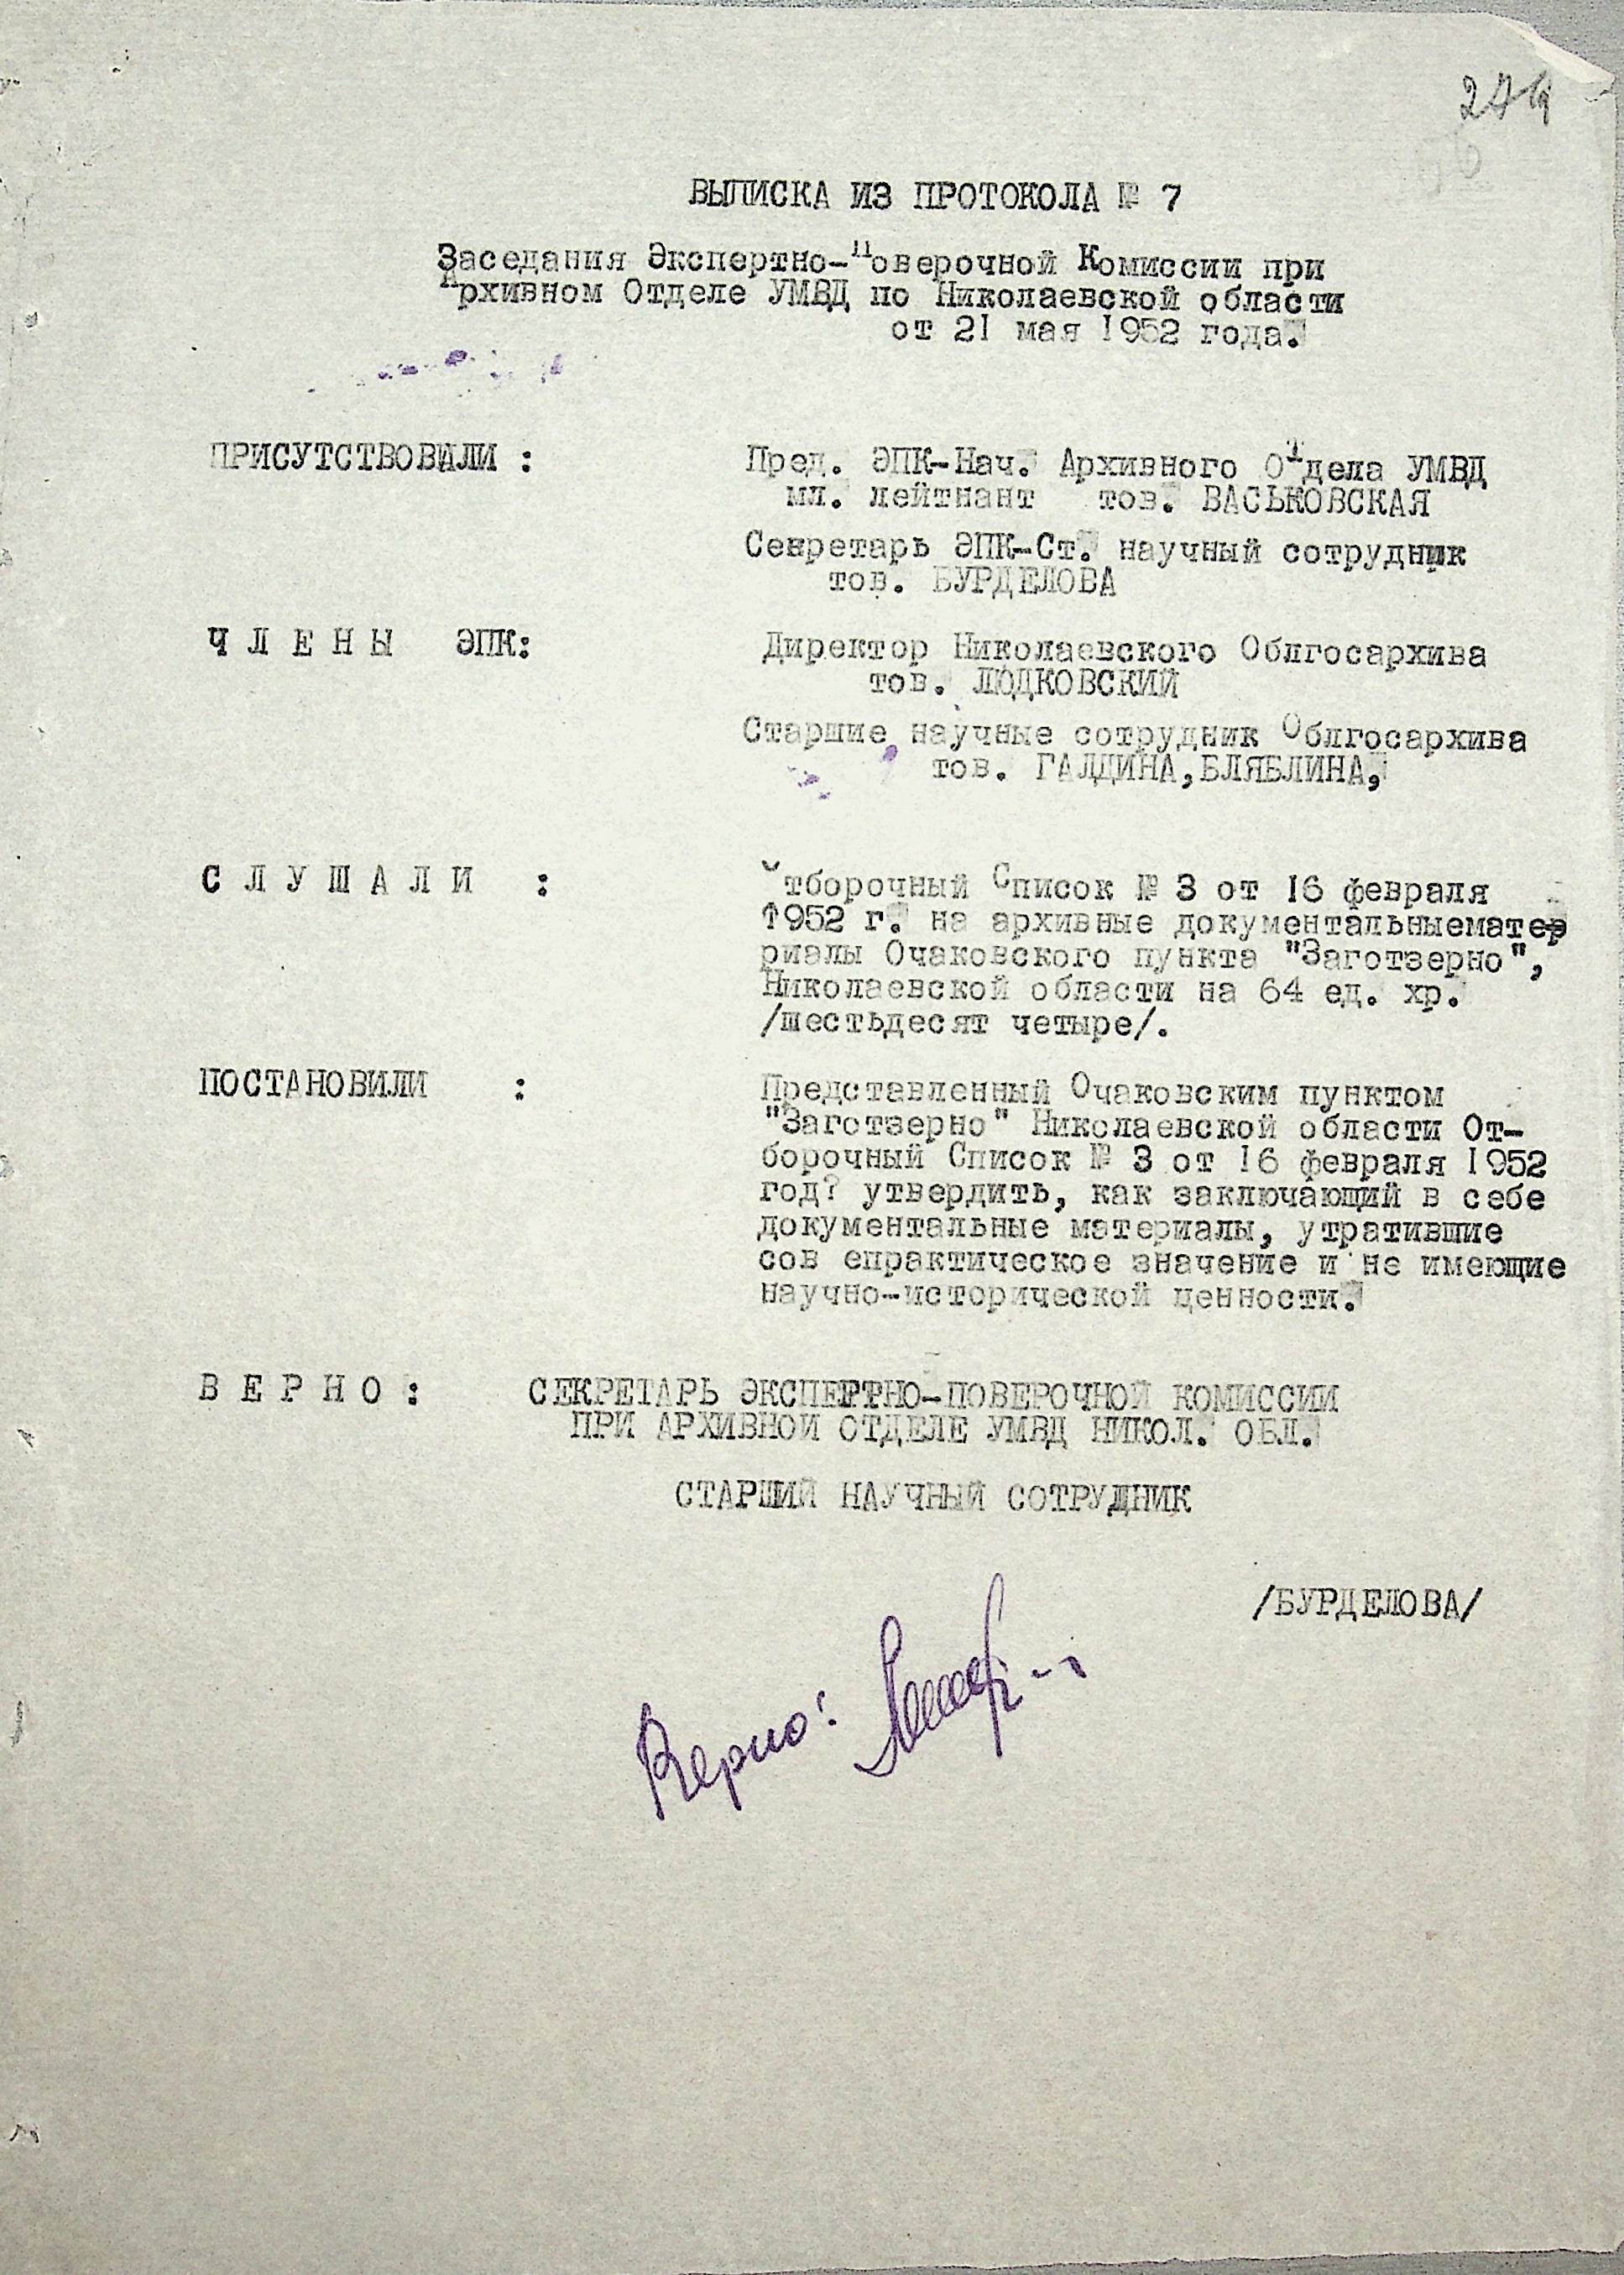 274
ВЫПИСКА ИЗ ПРОТОКОЛА № 7
Заседания Экспертно-Поверочной Комиссии при
Архивном Отделе УМВД по Николаевской области
от 21 мая 1952 года.
ПРИСУТСТВОВАЛИ : Пред. ЭПК-Нач. Архивного Отдела УМВД
мл. лейтнант тов. ВАСЬКОВСКАЯ
Секретарь ЭПК-Ст. научный сотрудник
тов. БУРДЕЛОВА
Ч Л Е Н Ы ЭПК: Директор Николаевского Облгосархива
тов. ЛЮДКОВСКИЙ
Старшие научные сотрудник Облгосархива
тов. ГАЛДИНА, БЛЯБЛИНА,
С Л У Ш А Л И : Отборочный Список № 3 от 16 февраля
1952 г. на архивные документальныематер
риалы Очаковского пункта "Заготзерно",
Николаевской области на 64 ед. хр.
/шестьдесят четыре/.
ПОСТАНОВИЛИ : Представленный Очаковским пунктом
"Заготзерно" Николаевской области От-
борочный Список № 3 от 16 февраля 1952
год? утвердить, как заключающий в себе
документальные материалы, утратившие
сов епрактическое значение и не имеющие
научно-исторической ценности.
В Е Р Н О : СЕКРЕТАРЬ ЭКСПЕРТНО-ПОВЕРОЧНОЙ КОМИССИИ
ПРИ АРХИВНОЙ ОТДЕЛЕ УМВД НИКОЛ. ОБЛ.
СТАРШИЙ НАУЧНЫЙ СОТРУДНИК
/БУРДЕЛОВА/
Верно: